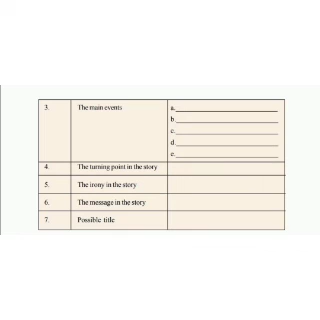 3. The main events a.
b.
c.
d.
e.
4. The turning point in the story
5. The irony in the story
6. The message in the story
7. Possible title